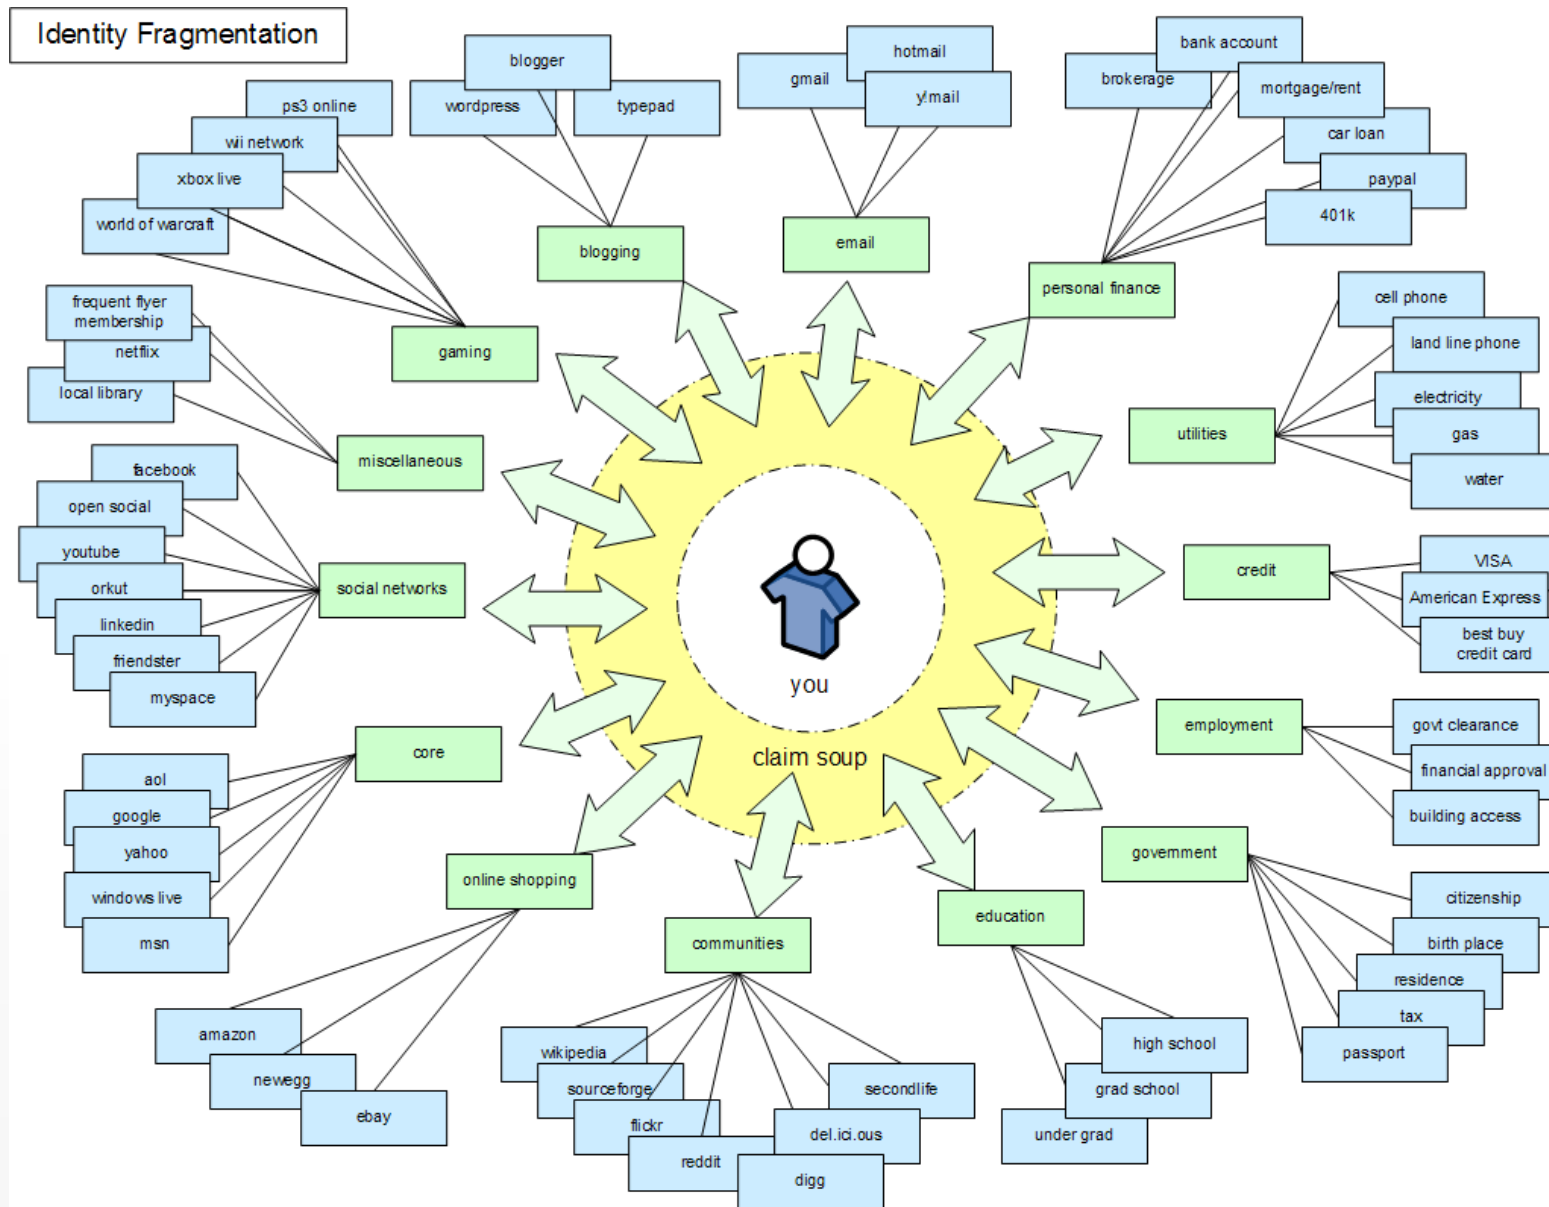 Identity Fragmentation
ps3 online
wii network
xbox live
world of warcraft
gaming
blogger
wordpress
typepad
blogging
hotmail
gmail
y!mail
email
bank account
brokerage
mortgage/rent
car loan
paypal
401k
personal finance
cell phone
land line phone
electricity
gas
water
utilities
VISA
American Express
best buy
credit card
credit
govt clearance
financial approval
building access
employment
citizenship
birth place
residence
tax
passport
government
high school
grad school
under grad
education
wikipedia
sourceforge
flickr
reddit
digg
del.ici.ous
secondlife
communities
amazon
newegg
ebay
online shopping
aol
google
yahoo
windows live
msn
core
facebook
open social
youtube
orkut
linkedin
friendster
myspace
social networks
frequent flyer
membership
netflix
local library
miscellaneous
you
claim soup